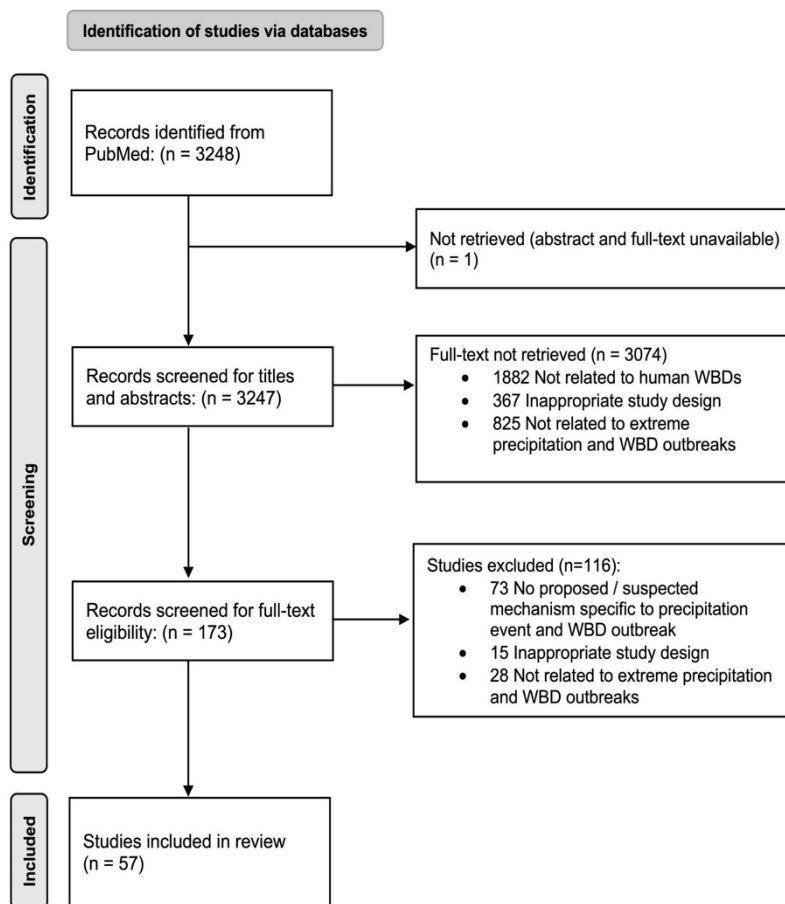 Identification of studies via databases
Identification
Records identified from
PubMed: (n = 3248)
Not retrieved (abstract and full-text unavailable)
(n = 1)
Screening
Records screened for titles
and abstracts: (n = 3247)
Full-text not retrieved (n = 3074)
• 1882 Not related to human WBDs
• 367 Inappropriate study design
• 825 Not related to extreme
precipitation and WBD outbreaks
Records screened for full-text
eligibility: (n = 173)
Studies excluded (n=116):
• 73 No proposed / suspected
mechanism specific to precipitation
event and WBD outbreak
• 15 Inappropriate study design
• 28 Not related to extreme precipitation
and WBD outbreaks
Included
Studies included in review
(n = 57)